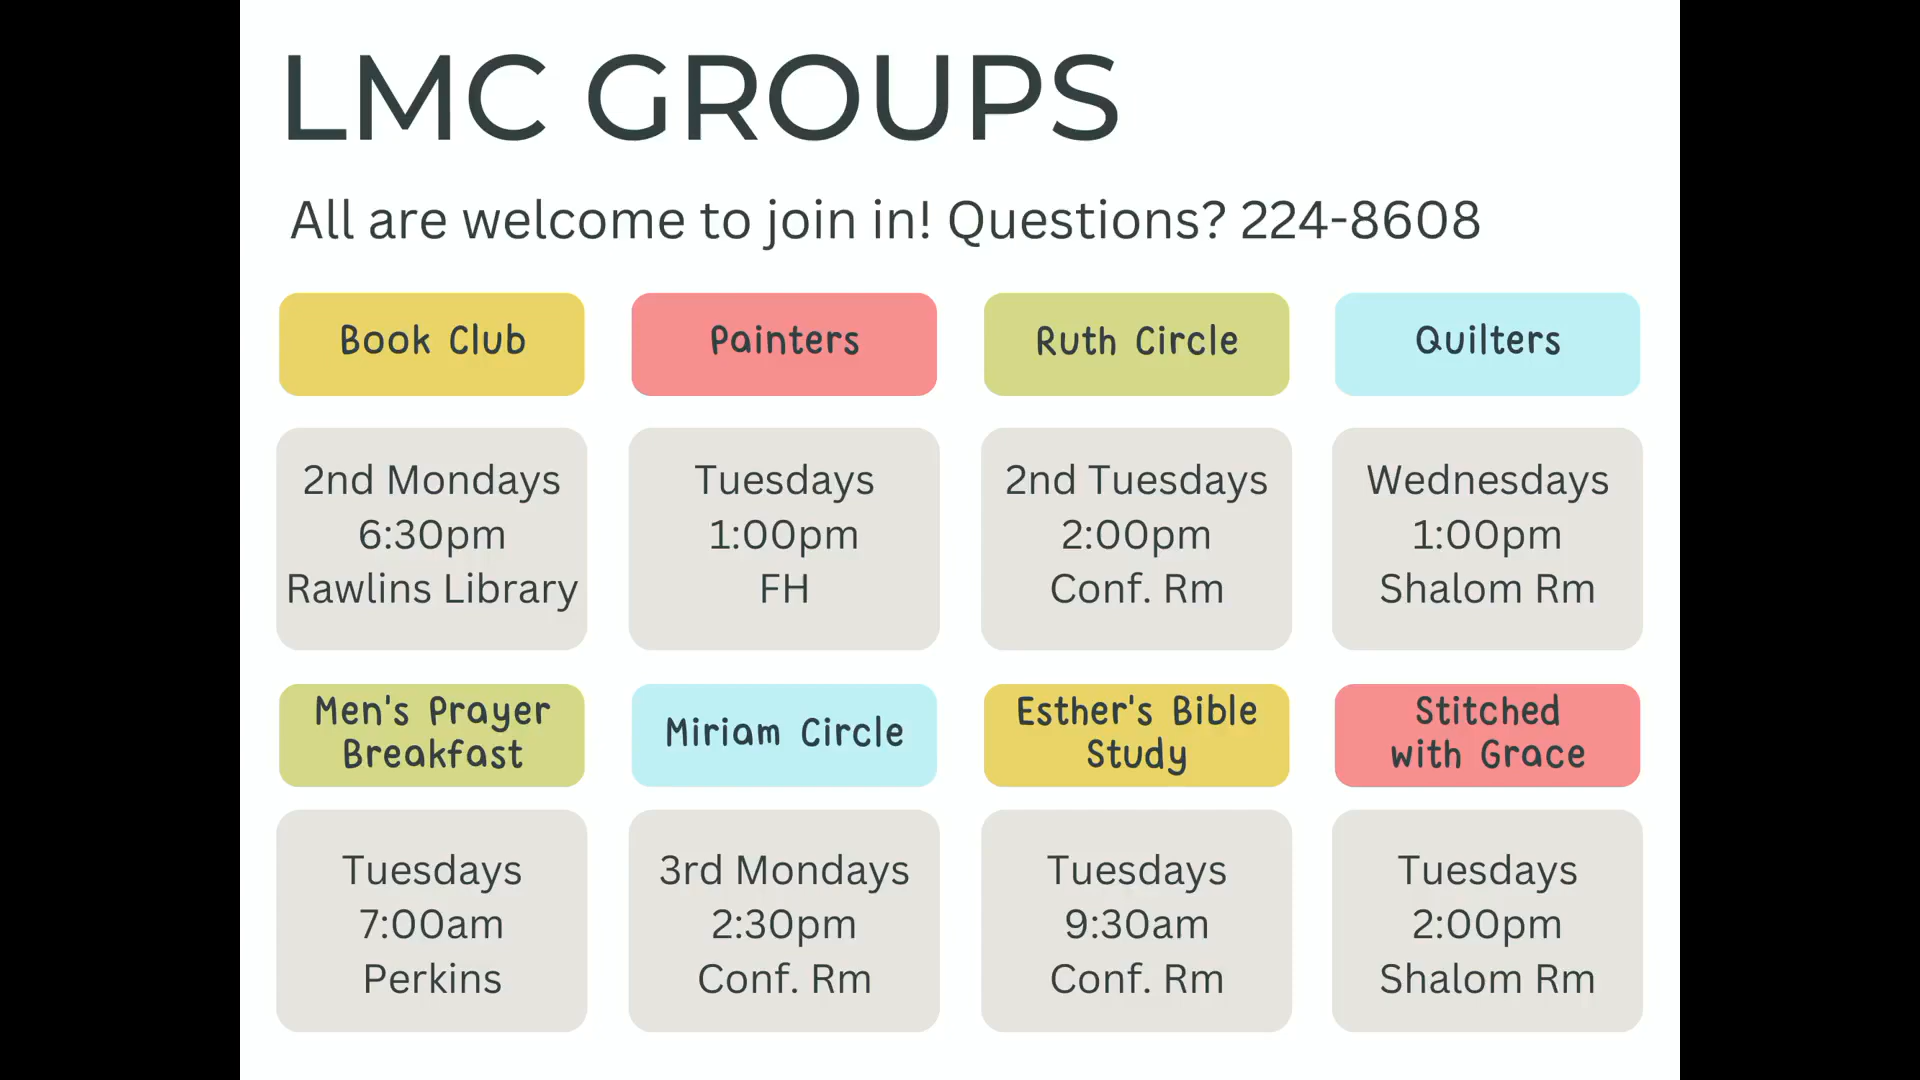 LMC GROUPS
All are welcome to join in! Questions? 224-8608
Book Club
Painters
Ruth Circle
Quilters
2nd Mondays
6:30pm
Rawlins Library
Tuesdays
1:00pm
FH
2nd Tuesdays
2:00pm
Conf. Rm
Wednesdays
1:00pm
Shalom Rm
Men's Prayer
Breakfast
Miriam Circle
Esther's Bible
Study
Stitched
with Grace
Tuesdays
7:00am
Perkins
3rd Mondays
2:30pm
Conf. Rm
Tuesdays
9:30am
Conf. Rm
Tuesdays
2:00pm
Shalom Rm